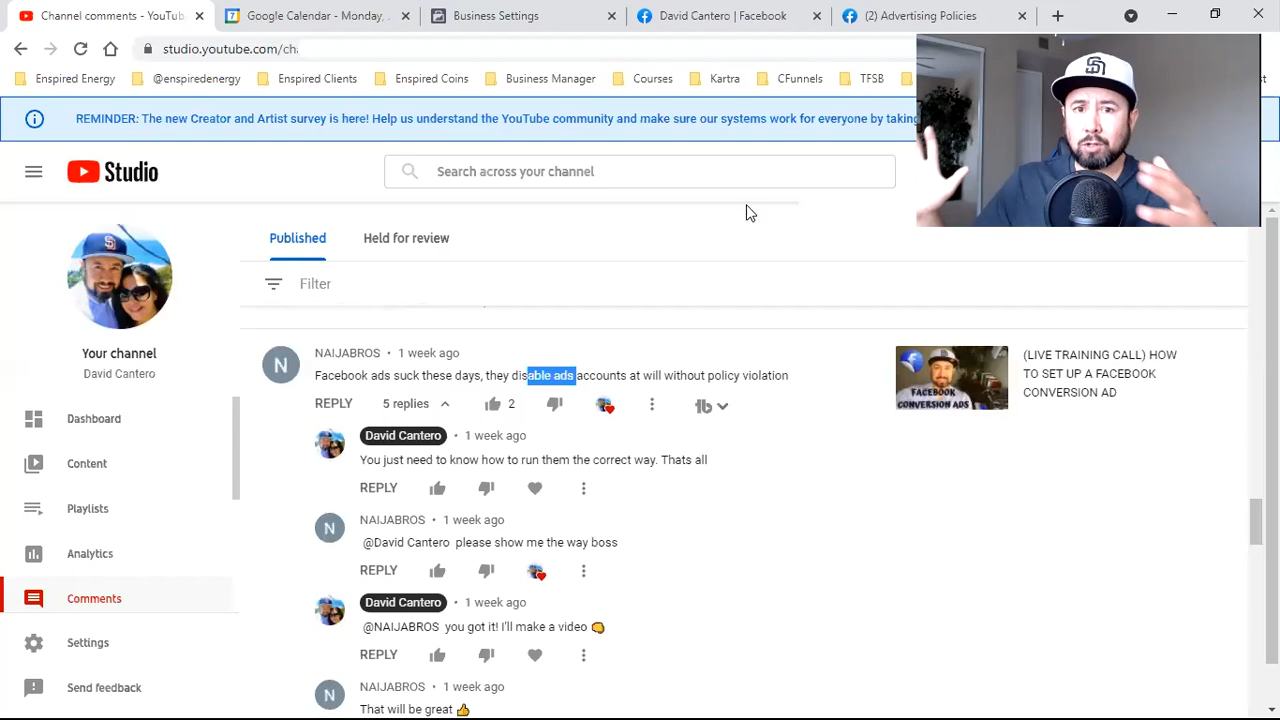 Channel comments - YouTu
Google Calendar - Monday,
Business Settings
David Cantero | Facebook
(2) Advertising Policies
studio.youtube.com/ch
Enspired Energy
@enspiredenergy
Enspired Clients
Enspired Coins
Business Manager
Courses
Kartra
CFunnels
TFSB
REMINDER: The new Creator and Artist survey is here! Help us understand the YouTube community and make sure our systems work for everyone by taking
Studio
Search across your channel
Published
Held for review
Filter
Your channel
David Cantero
Dashboard
Content
Playlists
Analytics
Comments
Settings
Send feedback
N
NAIJABROS • 1 week ago
Facebook ads suck these days, they disable ads accounts at will without policy violation
REPLY 5 replies 2
(LIVE TRAINING CALL) HOW
TO SET UP A FACEBOOK
CONVERSION AD
FACEBOOK
CONVERSION ADS
David Cantero • 1 week ago
You just need to know how to run them the correct way. Thats all
REPLY
N
NAIJABROS • 1 week ago
@David Cantero please show me the way boss
REPLY
David Cantero • 1 week ago
@NAIJABROS you got it! I'll make a video 👊
REPLY
N
NAIJABROS • 1 week ago
That will be great 👍
SD